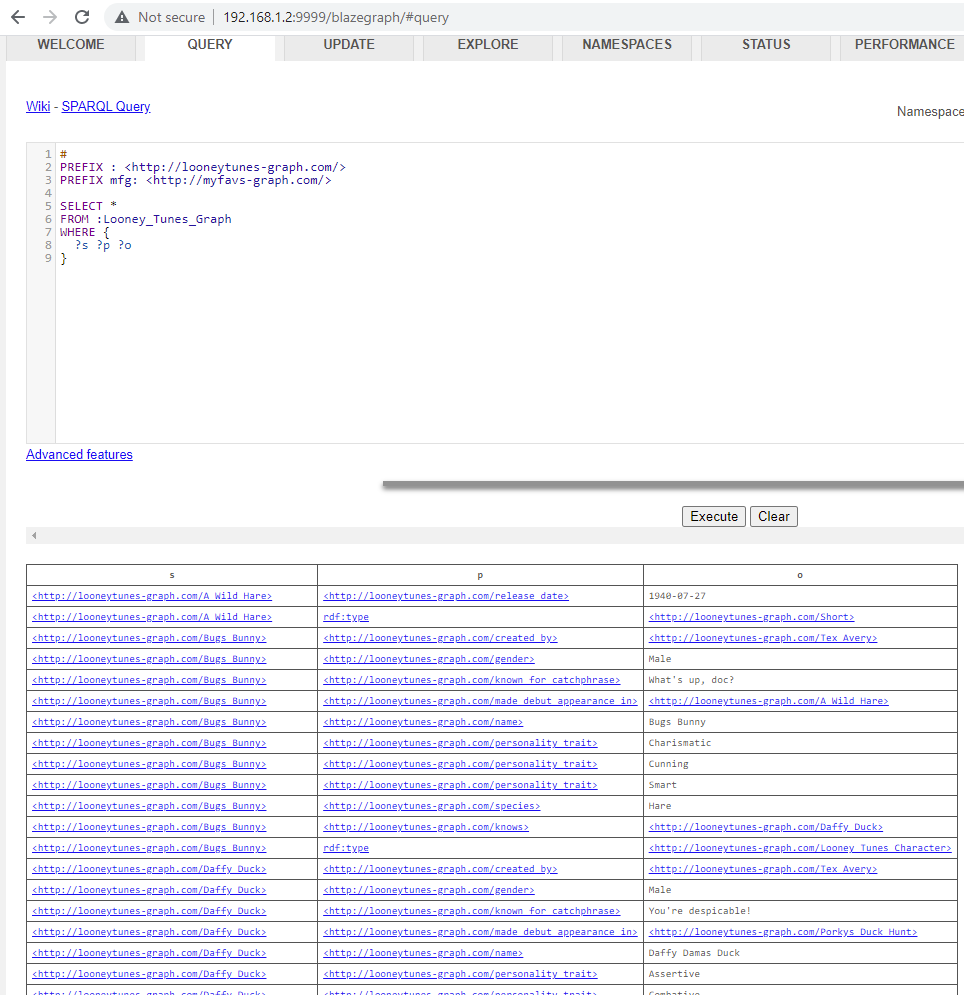 Not secure | 192.168.1.2:9999/blazegraph/#query
WELCOME QUERY UPDATE EXPLORE NAMESPACES STATUS PERFORMANCE
Wiki - SPARQL Query
Namespace
1 #
2 PREFIX : <http://looneytunes-graph.com/>
3 PREFIX mfg: <http://myfavs-graph.com/>
4
5 SELECT *
6 FROM :Looney_Tunes_Graph
7 WHERE {
8 ?s ?p ?o
9 }
Advanced features
Execute Clear
s p o
<http://looneytunes-graph.com/A_Wild_Hare> <http://looneytunes-graph.com/release_date> 1940-07-27
<http://looneytunes-graph.com/A_Wild_Hare> rdf:type <http://looneytunes-graph.com/Short>
<http://looneytunes-graph.com/Bugs_Bunny> <http://looneytunes-graph.com/created_by> <http://looneytunes-graph.com/Tex_Avery>
<http://looneytunes-graph.com/Bugs_Bunny> <http://looneytunes-graph.com/gender> Male
<http://looneytunes-graph.com/Bugs_Bunny> <http://looneytunes-graph.com/known_for_catchphrase> What's up, doc?
<http://looneytunes-graph.com/Bugs_Bunny> <http://looneytunes-graph.com/made_debut_appearance_in> <http://looneytunes-graph.com/A_Wild_Hare>
<http://looneytunes-graph.com/Bugs_Bunny> <http://looneytunes-graph.com/name> Bugs Bunny
<http://looneytunes-graph.com/Bugs_Bunny> <http://looneytunes-graph.com/personality_trait> Charismatic
<http://looneytunes-graph.com/Bugs_Bunny> <http://looneytunes-graph.com/personality_trait> Cunning
<http://looneytunes-graph.com/Bugs_Bunny> <http://looneytunes-graph.com/personality_trait> Smart
<http://looneytunes-graph.com/Bugs_Bunny> <http://looneytunes-graph.com/species> Hare
<http://looneytunes-graph.com/Bugs_Bunny> <http://looneytunes-graph.com/knows> <http://looneytunes-graph.com/Daffy_Duck>
<http://looneytunes-graph.com/Bugs_Bunny> rdf:type <http://looneytunes-graph.com/Looney_Tunes_Character>
<http://looneytunes-graph.com/Daffy_Duck> <http://looneytunes-graph.com/created_by> <http://looneytunes-graph.com/Tex_Avery>
<http://looneytunes-graph.com/Daffy_Duck> <http://looneytunes-graph.com/gender> Male
<http://looneytunes-graph.com/Daffy_Duck> <http://looneytunes-graph.com/known_for_catchphrase> You're despicable!
<http://looneytunes-graph.com/Daffy_Duck> <http://looneytunes-graph.com/made_debut_appearance_in> <http://looneytunes-graph.com/Porkys_Duck_Hunt>
<http://looneytunes-graph.com/Daffy_Duck> <http://looneytunes-graph.com/name> Daffy Damas Duck
<http://looneytunes-graph.com/Daffy_Duck> <http://looneytunes-graph.com/personality_trait> Assertive
<http://looneytunes-graph.com/Daffy_Duck> <http://looneytunes-graph.com/personality_trait> Combative